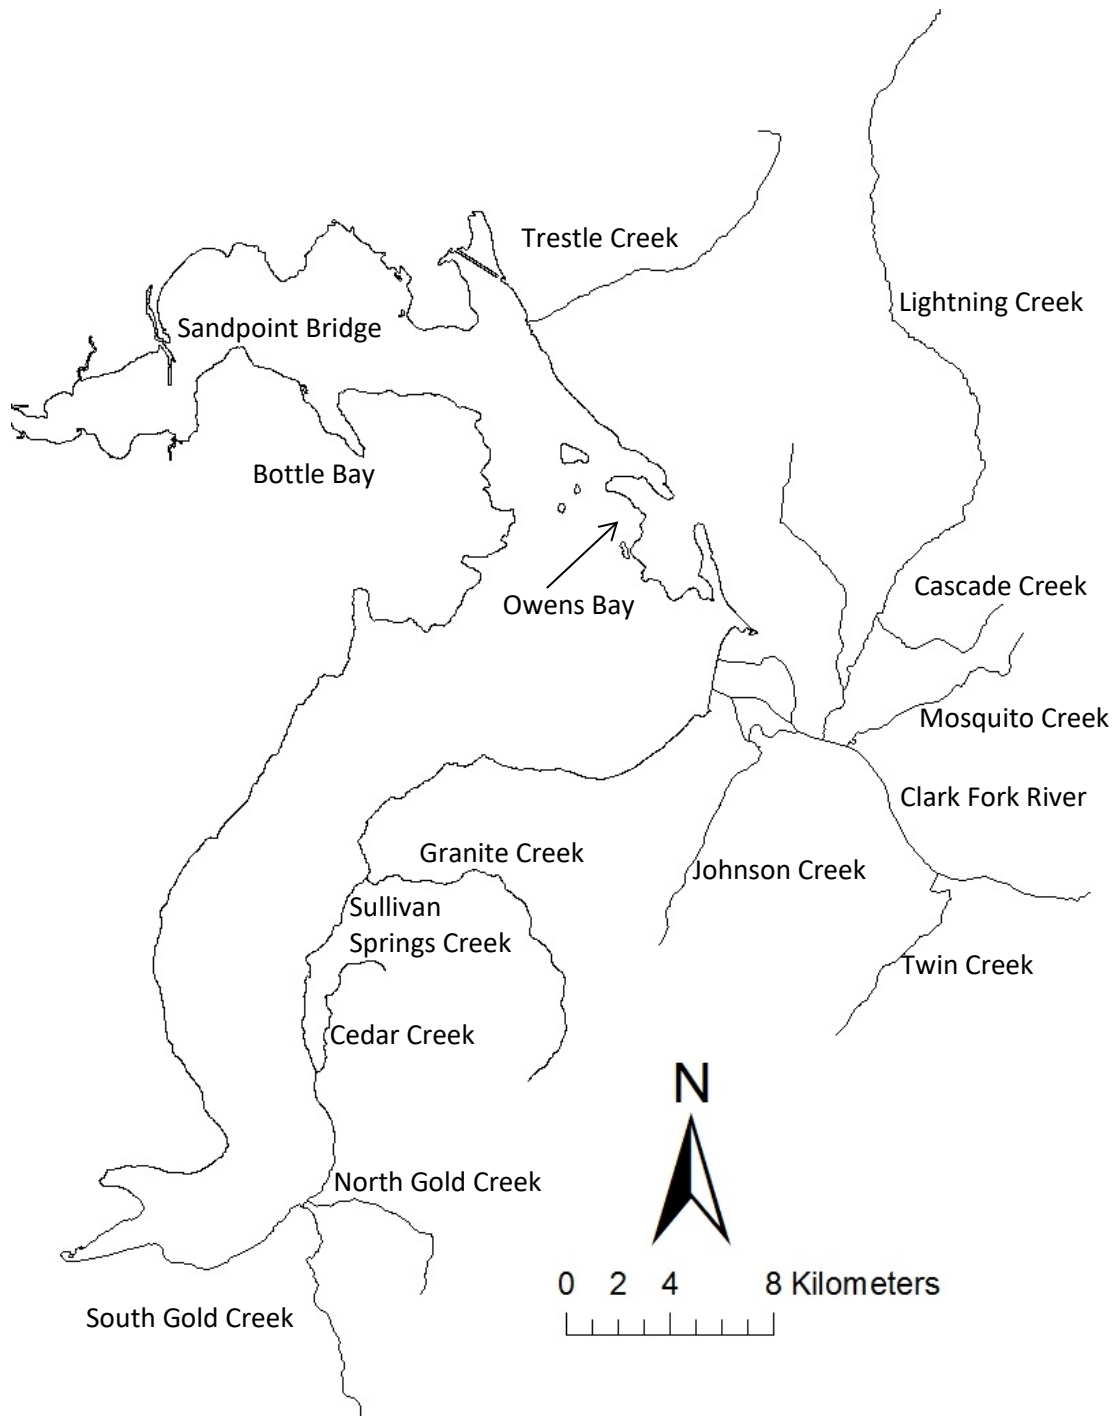 Trestle Creek
Lightning Creek
Sandpoint Bridge
Bottle Bay
Owens Bay
Cascade Creek
Mosquito Creek
Clark Fork River
Granite Creek
Johnson Creek
Sullivan
Springs Creek
Twin Creek
Cedar Creek
N
North Gold Creek
0 2 4 8 Kilometers
South Gold Creek